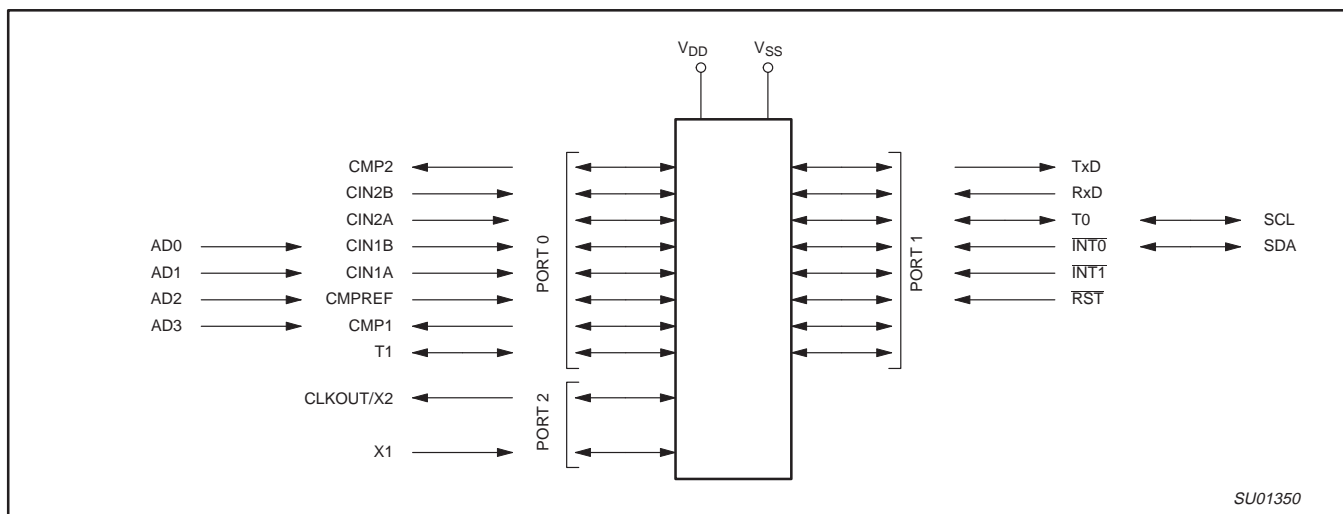 VDD VSS
CMP2 TxD
CIN2B RxD
CIN2A T0 SCL
AD0 CIN1B INT0 SDA
AD1 CIN1A INT1
AD2 CMPREF RST
AD3 CMP1
T1
PORT 0
PORT 1
CLKOUT/X2
X1
PORT 2
SU01350